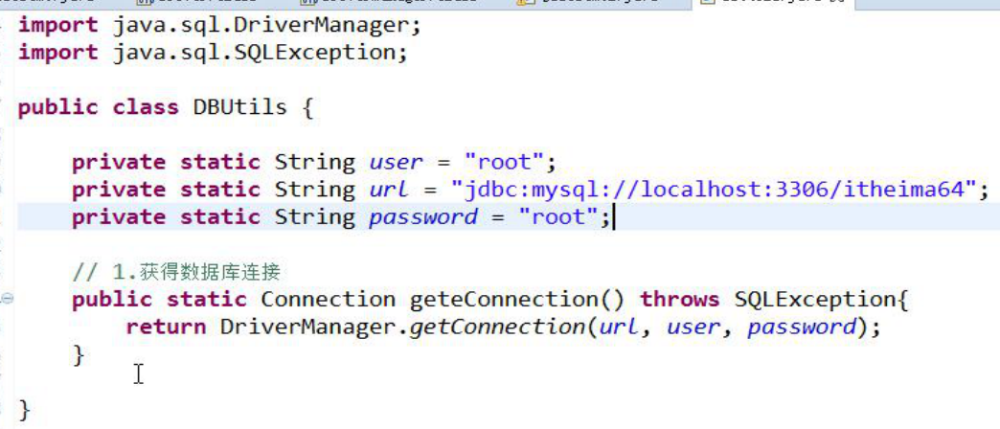 import java.sql.DriverManager;
import java.sql.SQLException;
public class DBUtils {
private static String user = "root";
private static String url = "jdbc:mysql://localhost:3306/itheima64";
private static String password = "root";
// 1.获得数据库连接
public static Connection geteConnection() throws SQLException{
return DriverManager.getConnection(url, user, password);
}
}